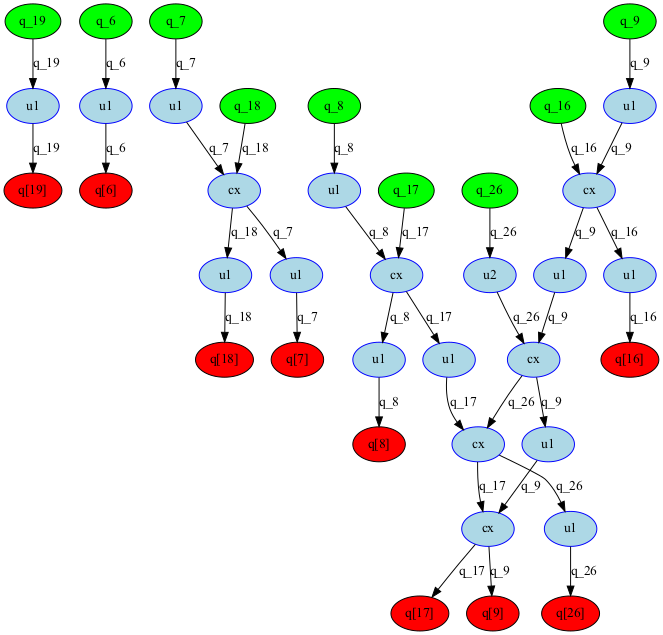 q_19 q_6 q_7 q_9
q_19 q_6 q_7 q_9
u1 u1 u1 q_18 q_8 q_16 u1
q_19 q_6 q_7 q_18 q_8 q_16 q_9
q[19] q[6] cx u1 q_17 q_26 cx
q_18 q_7 q_8 q_17 q_26 q_9 q_16
u1 u1 cx u2 u1 u1
q_18 q_7 q_8 q_17 q_26 q_9 q_16
q[18] q[7] u1 u1 cx q[16]
q_8 q_17 q_26 q_9
q[8] cx u1
q_17 q_9 q_26
cx u1
q_17 q_9 q_26
q[17] q[9] q[26]